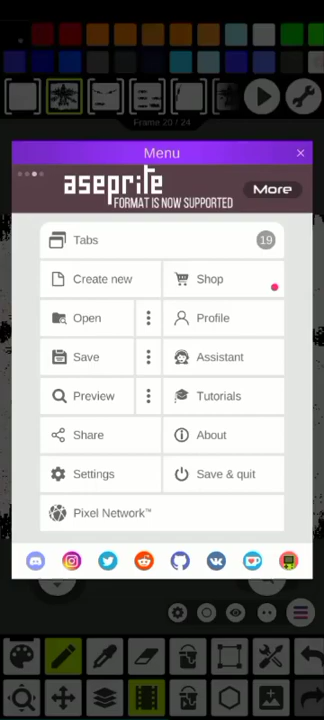 Frame 20 / 24
Menu
×
aseprite
FORMAT IS NOW SUPPORTED
More
Tabs
19
Create new
Shop
Open
Profile
Save
Assistant
Preview
Tutorials
Share
About
Settings
Save & quit
Pixel Network™